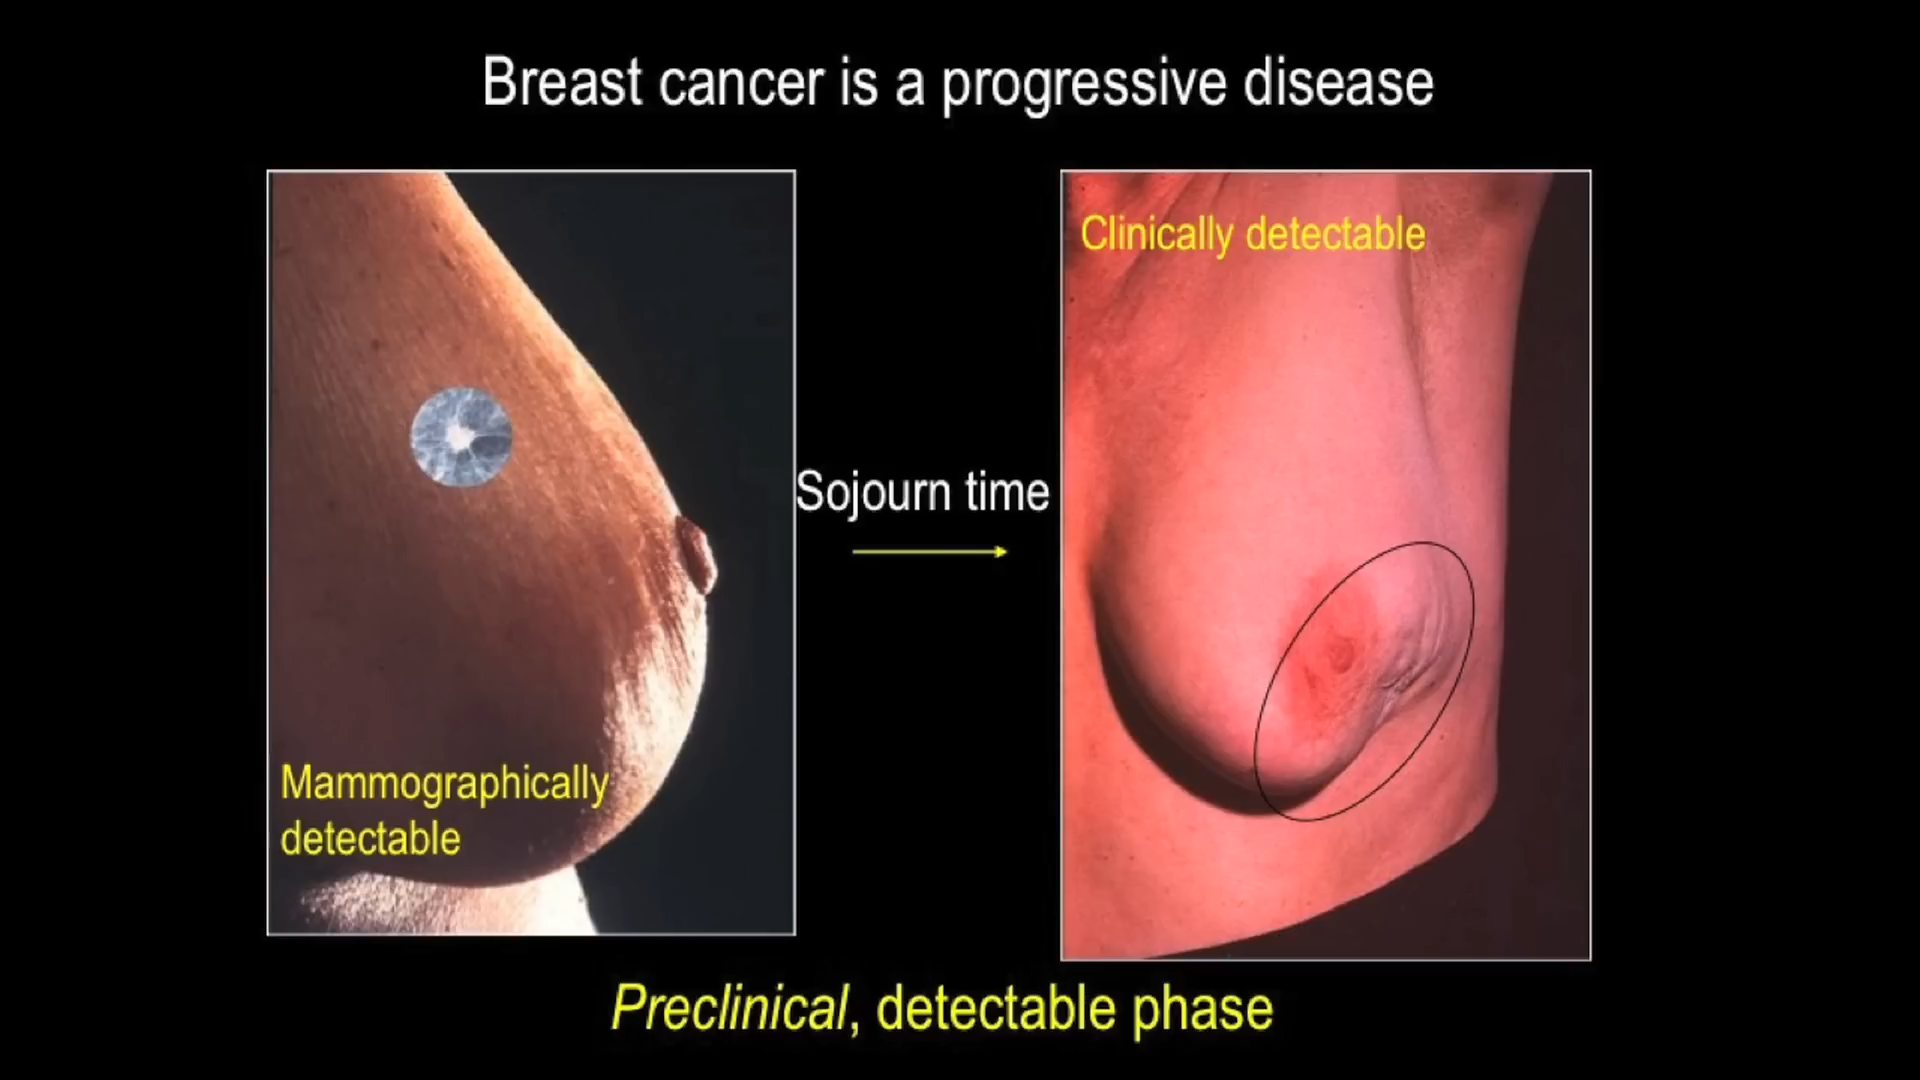 Breast cancer is a progressive disease
Clinically detectable
Sojourn time
Mammographically
detectable
Preclinical, detectable phase